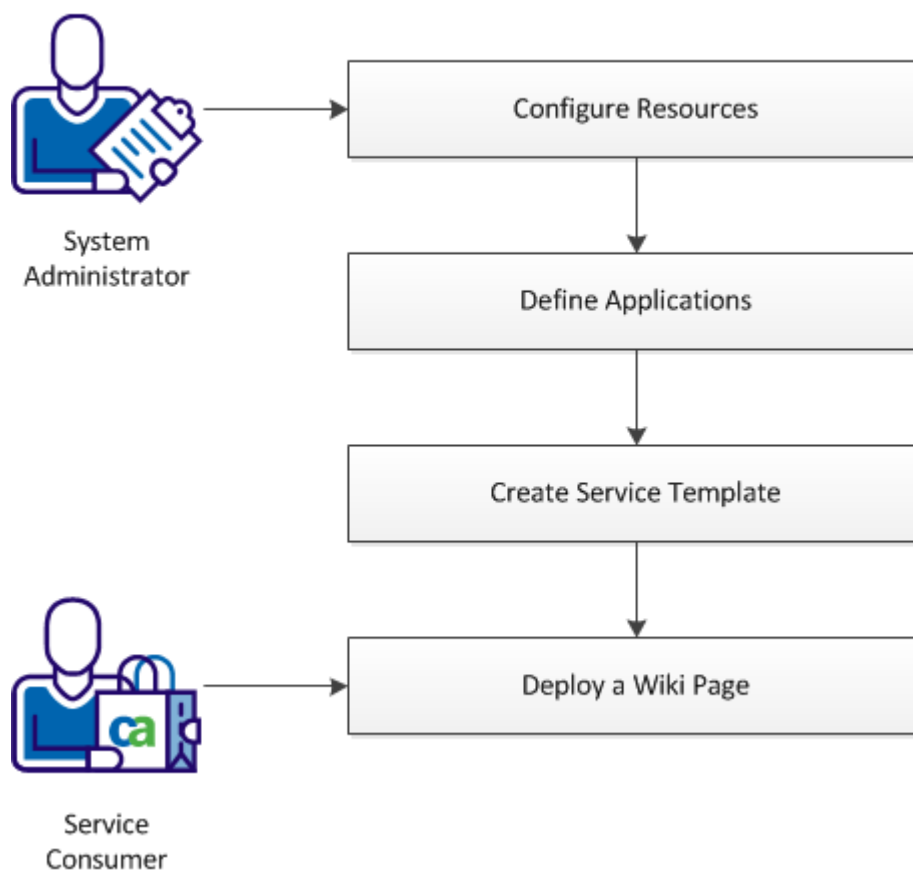 Configure Resources
System
Administrator
Define Applications
Create Service Template
Deploy a Wiki Page
ca
Service
Consumer